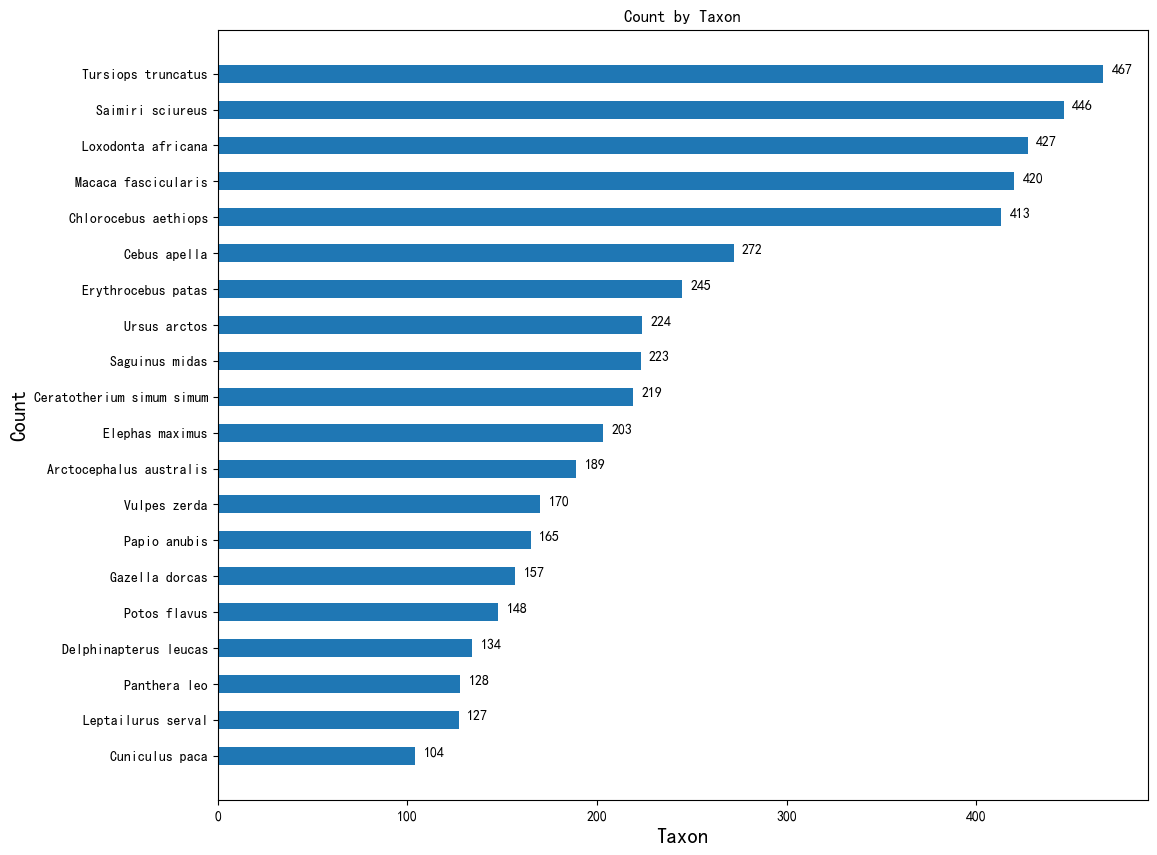 Count by Taxon
Tursiops truncatus 467
Saimiri sciureus 446
Loxodonta africana 427
Macaca fascicularis 420
Chlorocebus aethiops 413
Cebus apella 272
Erythrocebus patas 245
Ursus arctos 224
Saguinus midas 223
Ceratotherium simum simum 219
Elephas maximus 203
Arctocephalus australis 189
Vulpes zerda 170
Papio anubis 165
Gazella dorcas 157
Potos flavus 148
Delphinapterus leucas 134
Panthera leo 128
Leptailurus serval 127
Cuniculus paca 104
Count
0 100 200 300 400
Taxon